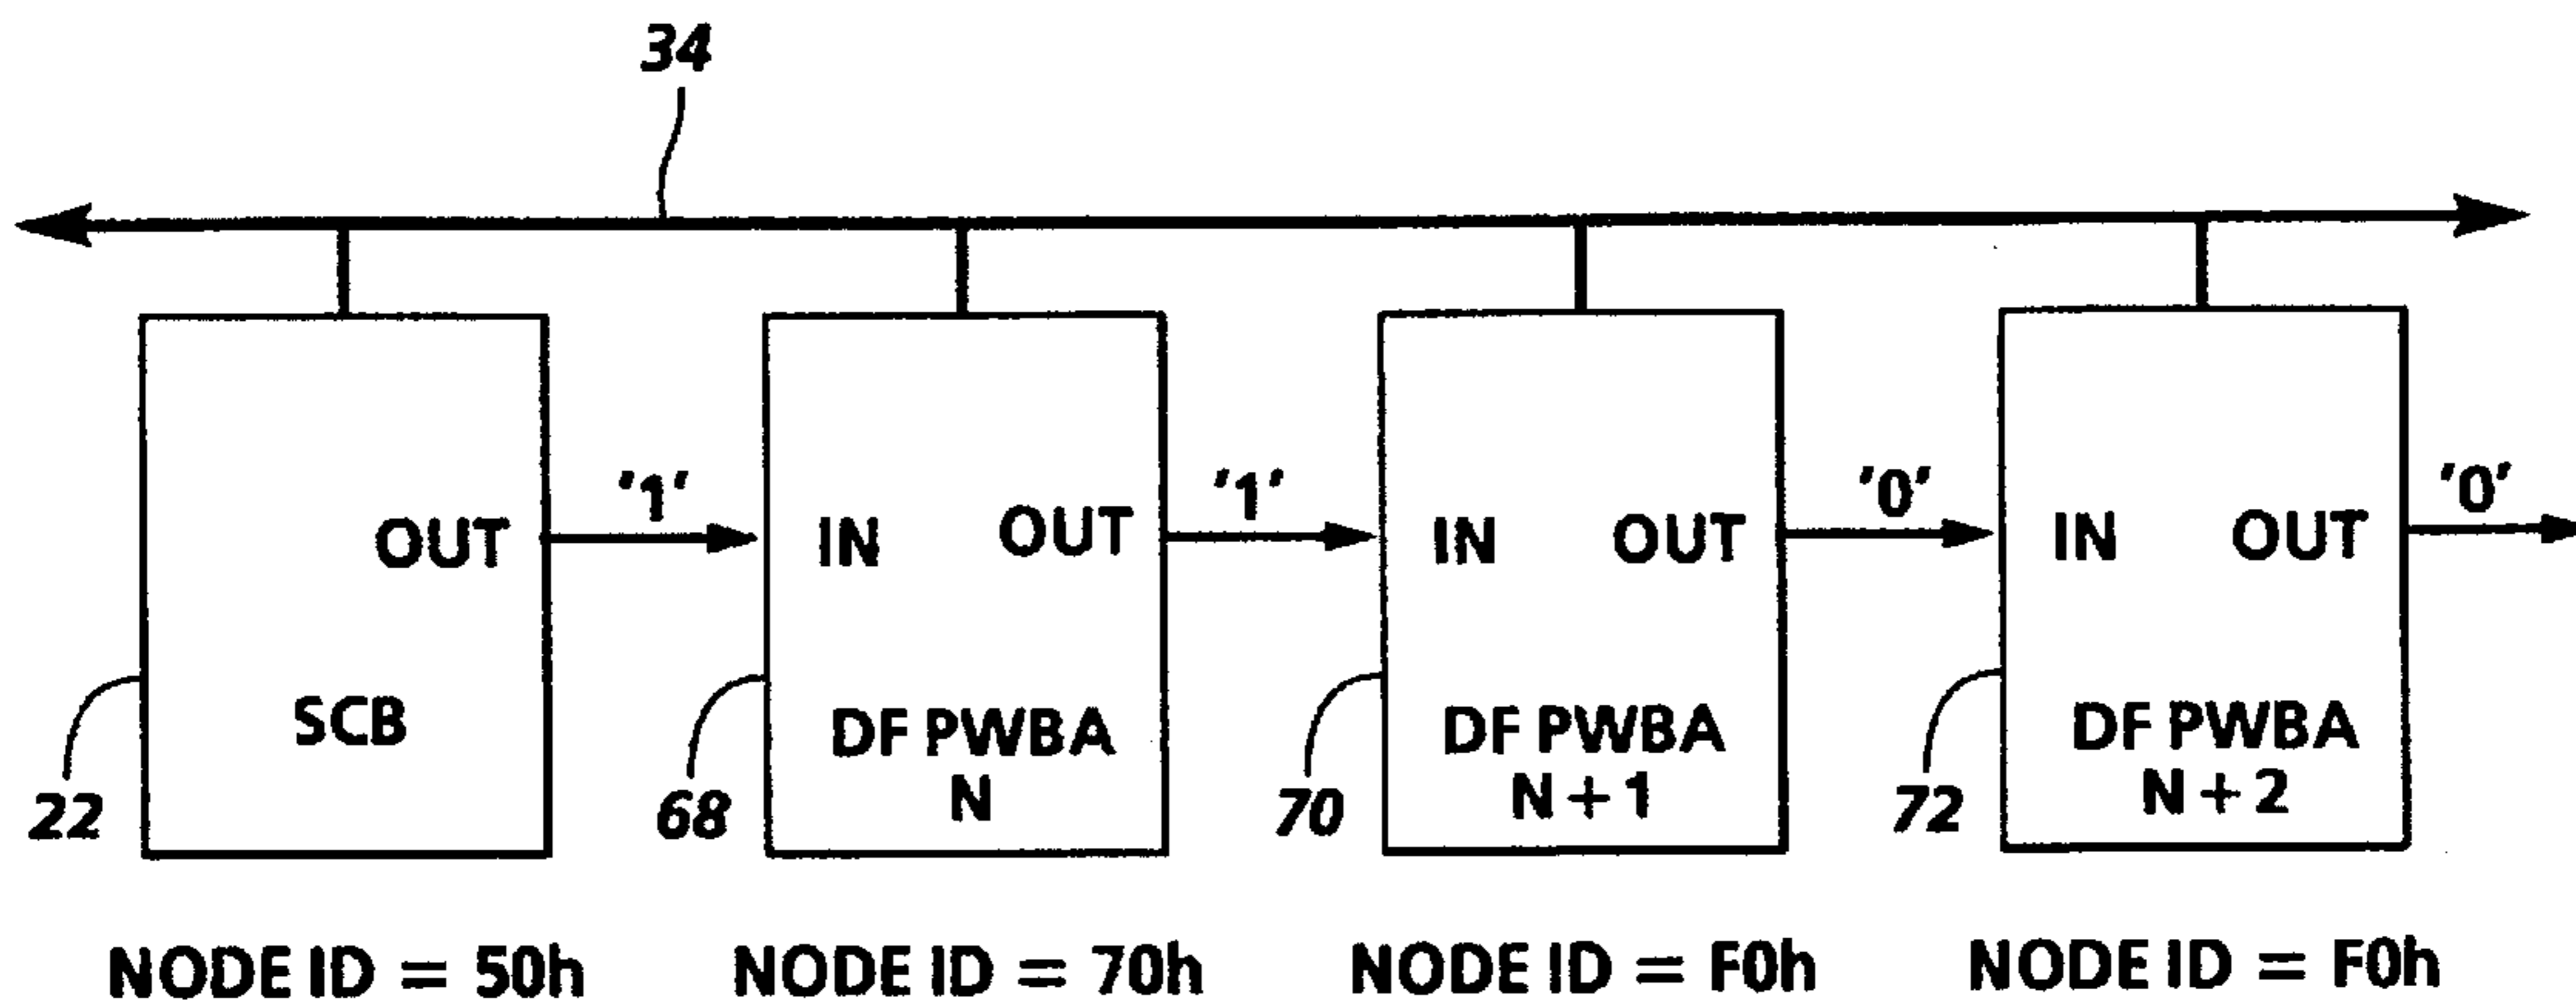 34
'1'
'1'
'0'
'0'
OUT
IN
OUT
IN
OUT
IN
OUT
SCB
DF PWBA
N
DF PWBA
N + 1
DF PWBA
N + 2
22
68
70
72
NODE ID = 50h
NODE ID = 70h
NODE ID = F0h
NODE ID = F0h